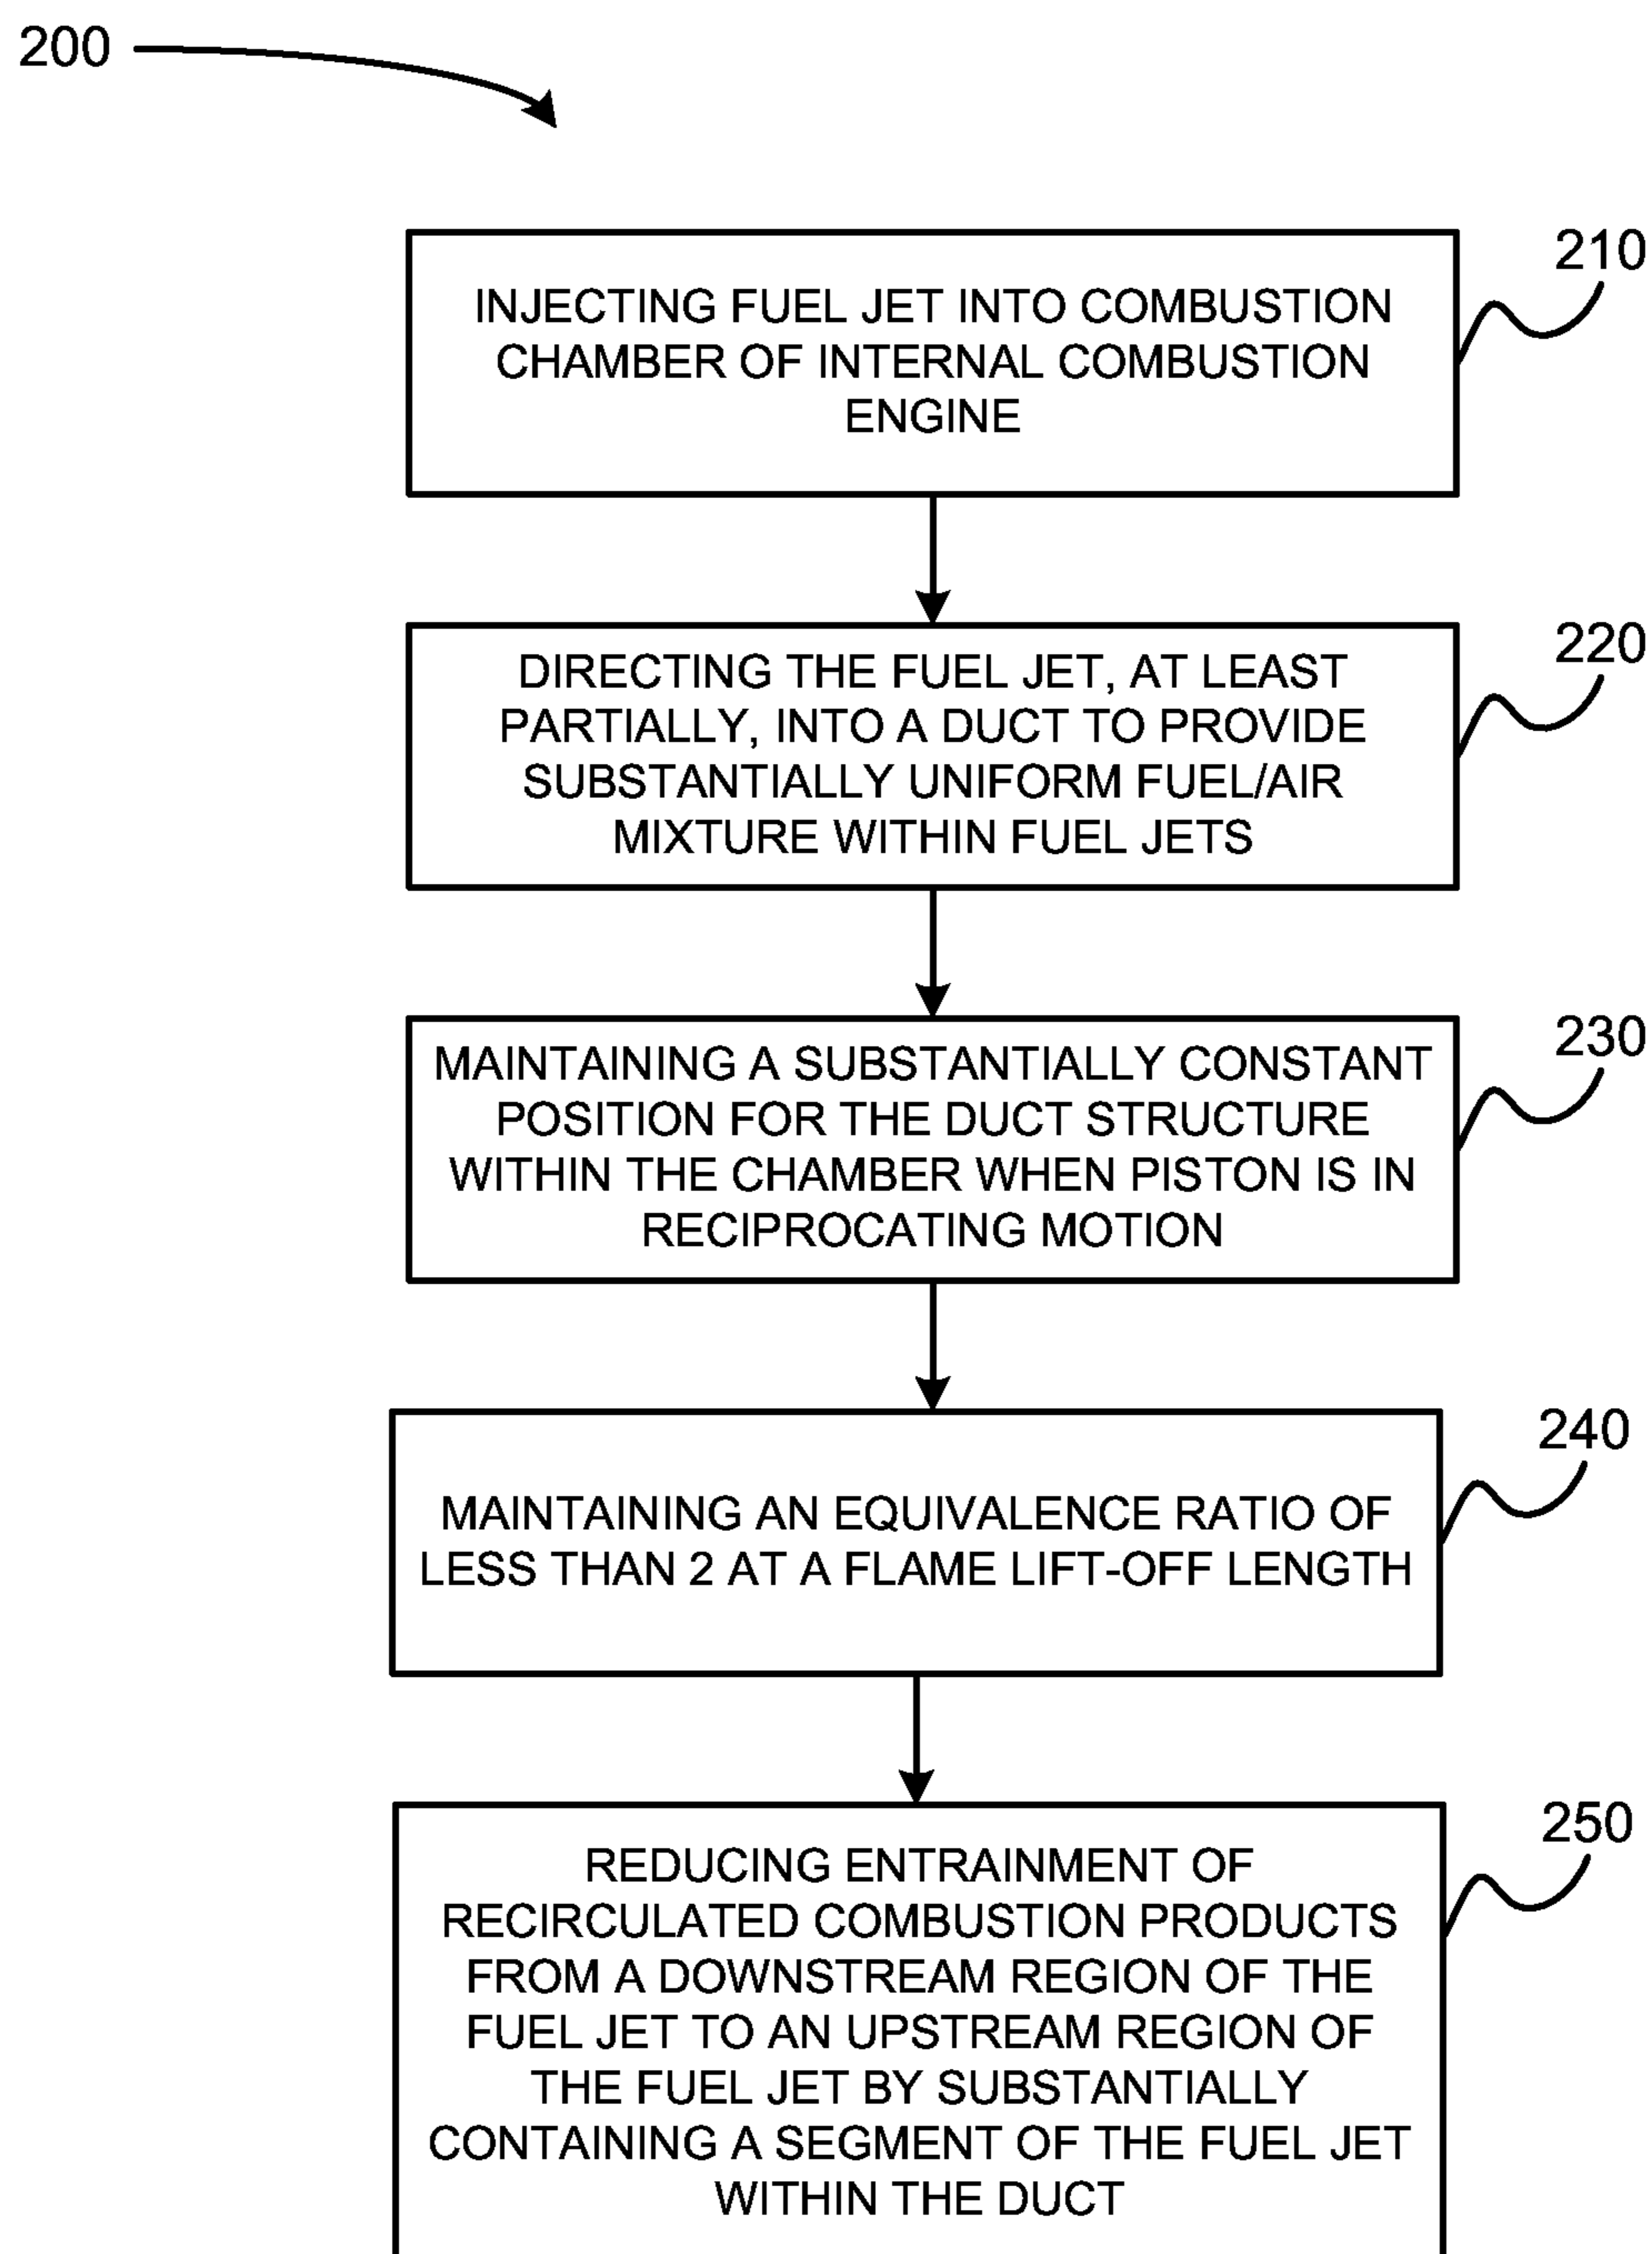 200
210
INJECTING FUEL JET INTO COMBUSTION
CHAMBER OF INTERNAL COMBUSTION
ENGINE
220
DIRECTING THE FUEL JET, AT LEAST
PARTIALLY, INTO A DUCT TO PROVIDE
SUBSTANTIALLY UNIFORM FUEL/AIR
MIXTURE WITHIN FUEL JETS
230
MAINTAINING A SUBSTANTIALLY CONSTANT
POSITION FOR THE DUCT STRUCTURE
WITHIN THE CHAMBER WHEN PISTON IS IN
RECIPROCATING MOTION
240
MAINTAINING AN EQUIVALENCE RATIO OF
LESS THAN 2 AT A FLAME LIFT-OFF LENGTH
250
REDUCING ENTRAINMENT OF
RECIRCULATED COMBUSTION PRODUCTS
FROM A DOWNSTREAM REGION OF THE
FUEL JET TO AN UPSTREAM REGION OF
THE FUEL JET BY SUBSTANTIALLY
CONTAINING A SEGMENT OF THE FUEL JET
WITHIN THE DUCT